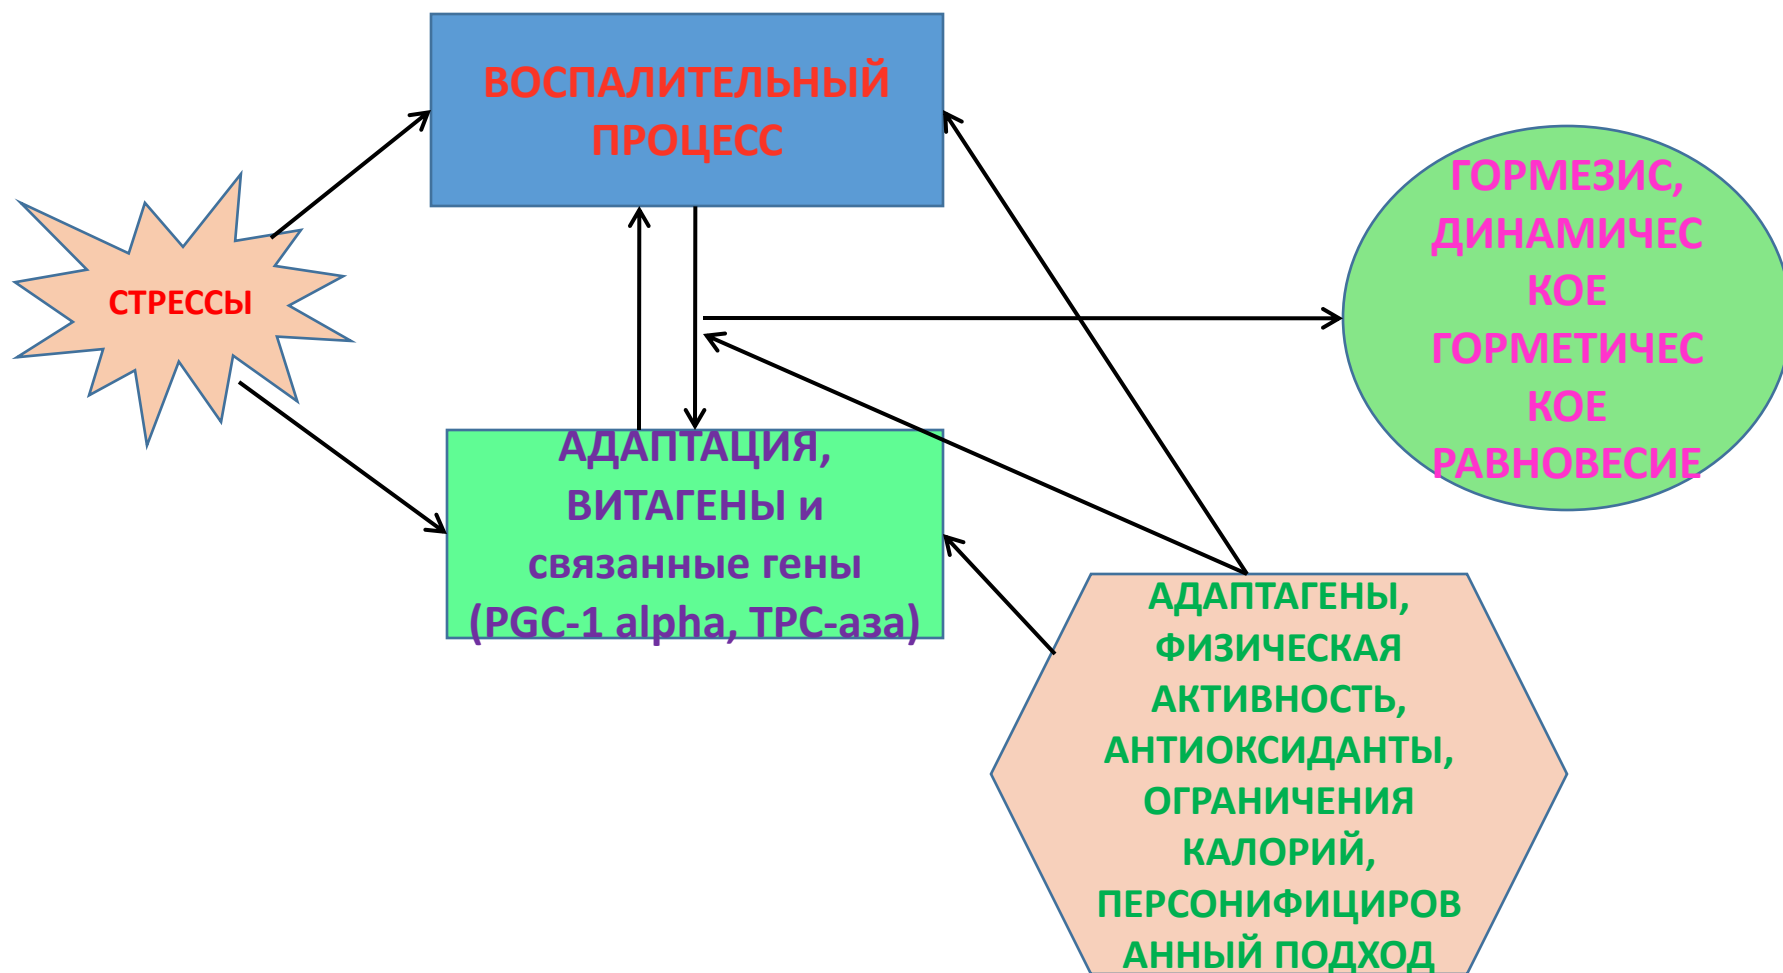 ВОСПАЛИТЕЛЬНЫЙ
ПРОЦЕСС
ГОРМЕЗИС,
ДИНАМИЧЕС
КОЕ
ГОРМЕТИЧЕС
КОЕ
РАВНОВЕСИЕ
СТРЕССЫ
АДАПТАЦИЯ,
ВИТАГЕНЫ и
связанные гены
(PGC-1 alpha, ТРС-аза)
АДАПТАГЕНЫ,
ФИЗИЧЕСКАЯ
АКТИВНОСТЬ,
АНТИОКСИДАНТЫ,
ОГРАНИЧЕНИЯ
КАЛОРИЙ,
ПЕРСОНИФИЦИРОВ
АННЫЙ ПОДХОД